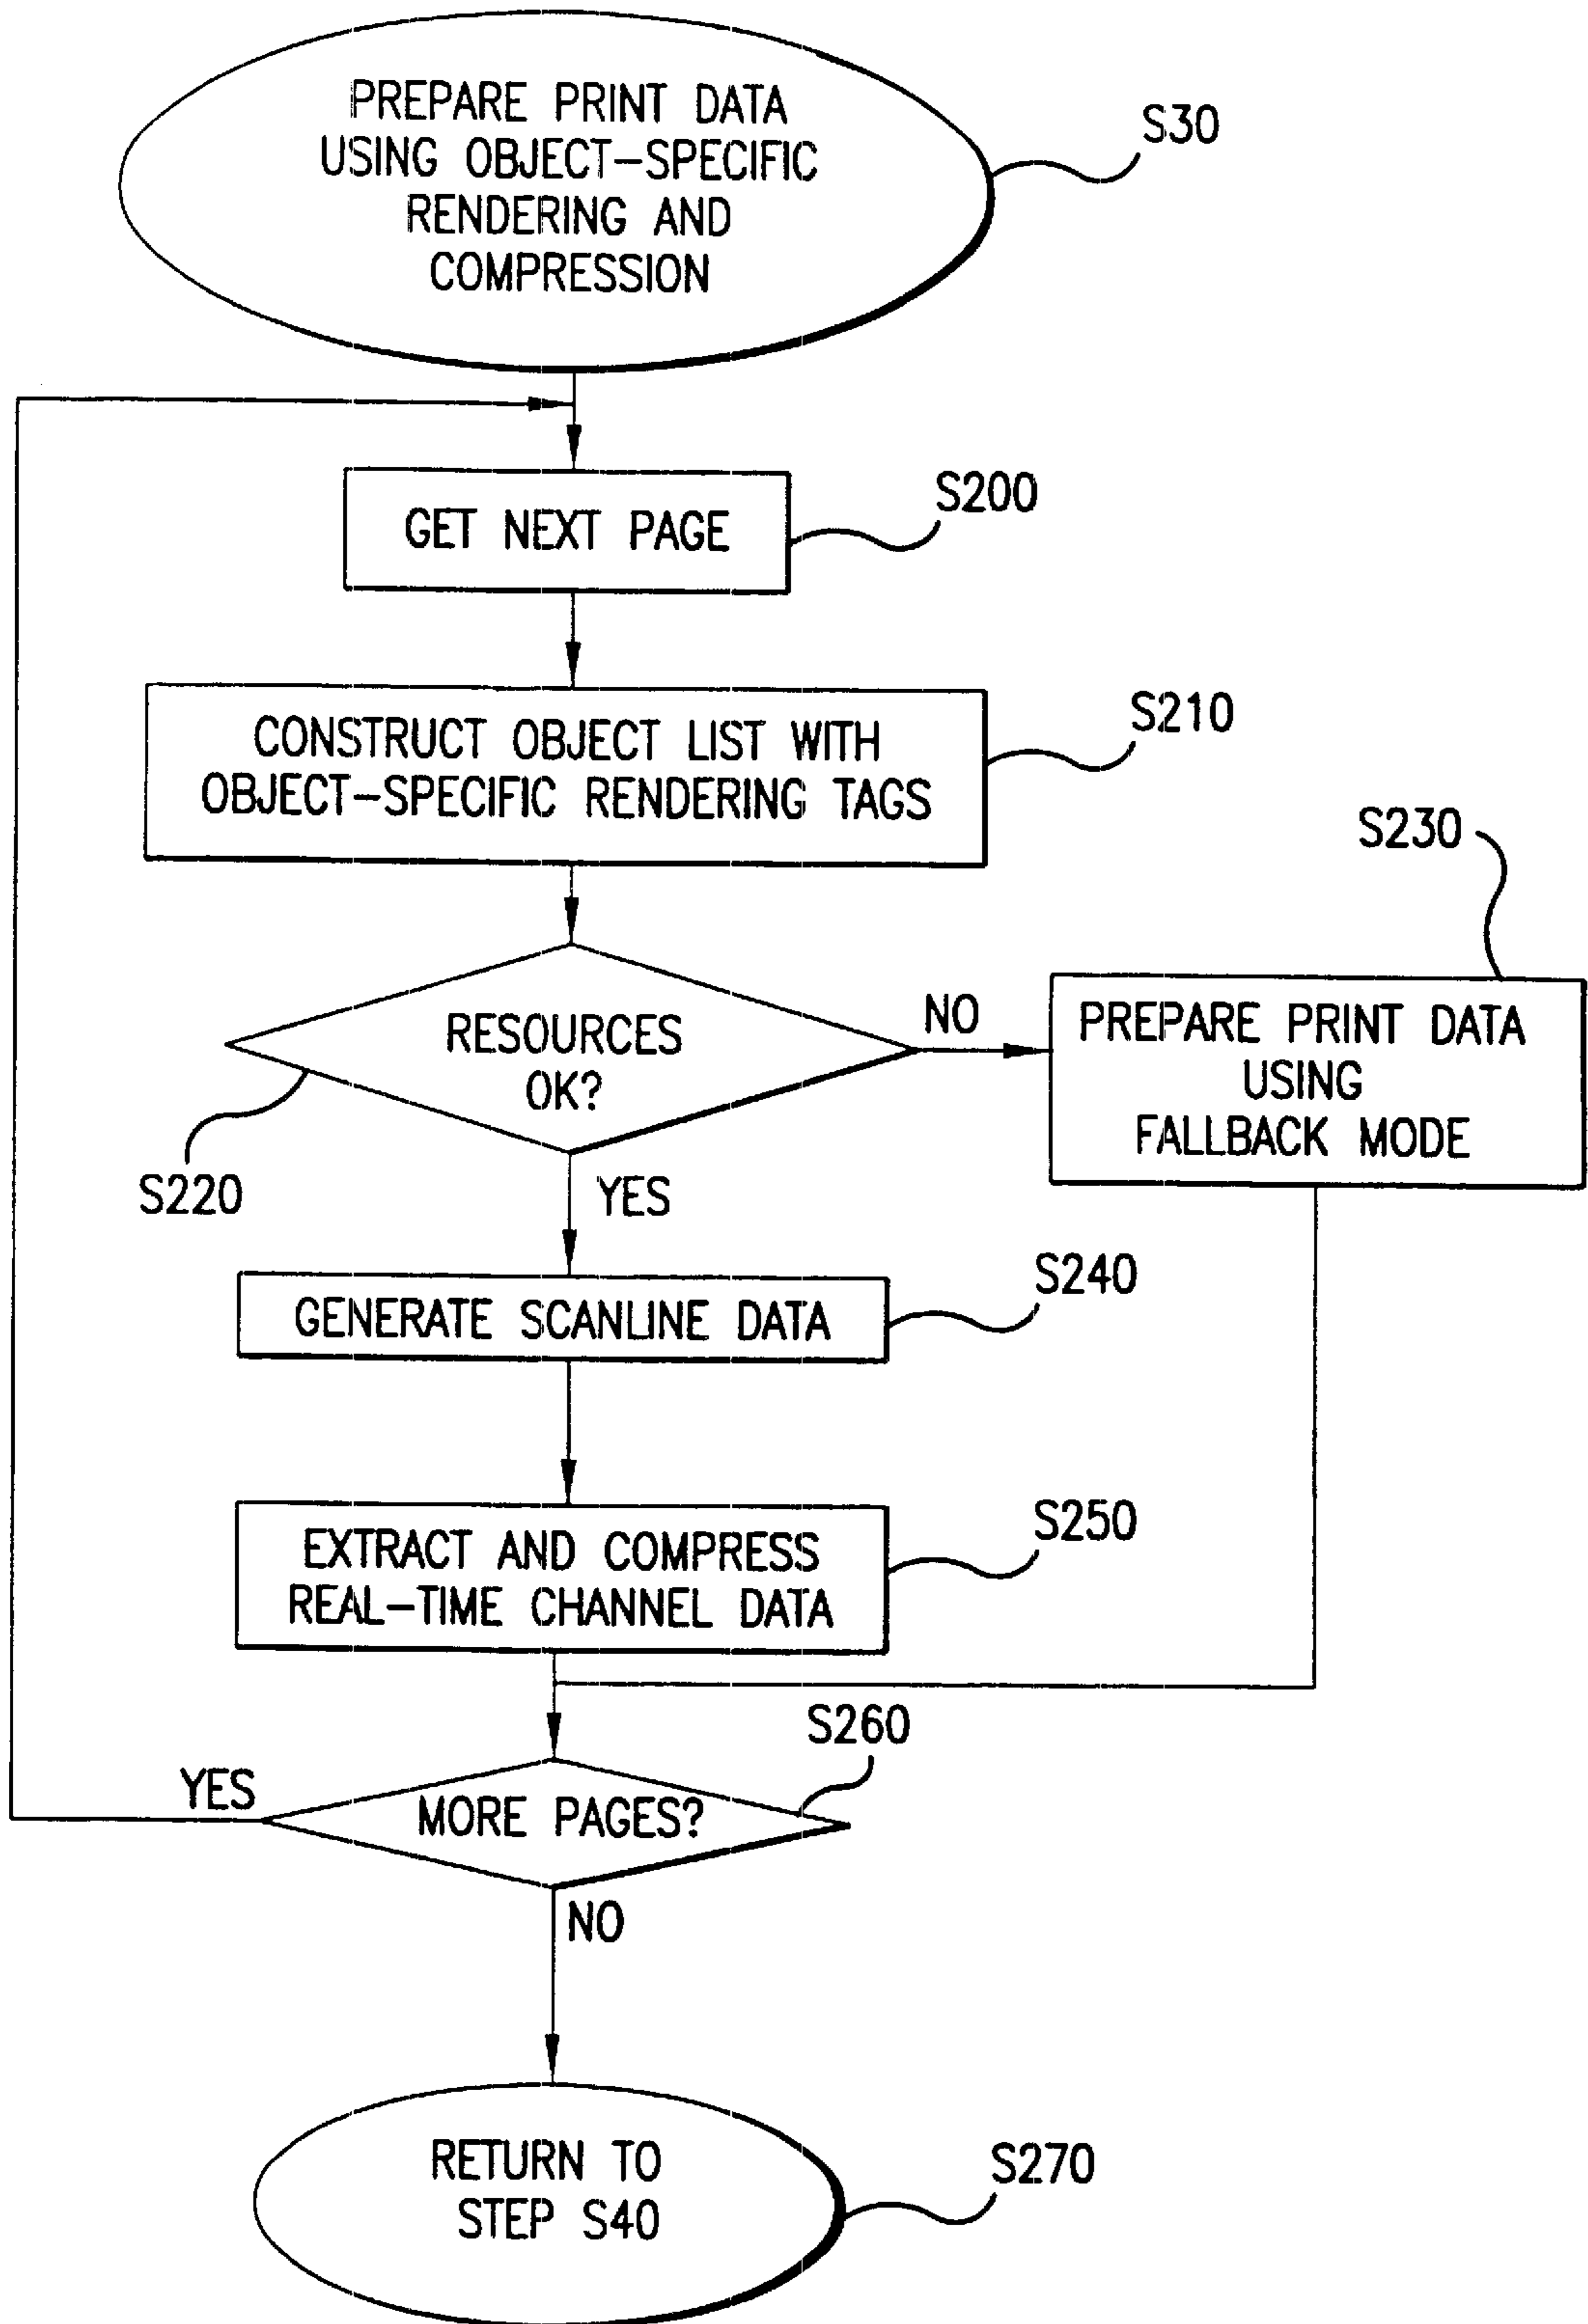 PREPARE PRINT DATA
USING OBJECT-SPECIFIC
RENDERING AND
COMPRESSION
S30
GET NEXT PAGE
S200
CONSTRUCT OBJECT LIST WITH
OBJECT-SPECIFIC RENDERING TAGS
S210
RESOURCES
OK?
S220
NO
PREPARE PRINT DATA
USING
FALLBACK MODE
S230
YES
GENERATE SCANLINE DATA
S240
EXTRACT AND COMPRESS
REAL-TIME CHANNEL DATA
S250
MORE PAGES?
S260
YES
NO
RETURN TO
STEP S40
S270